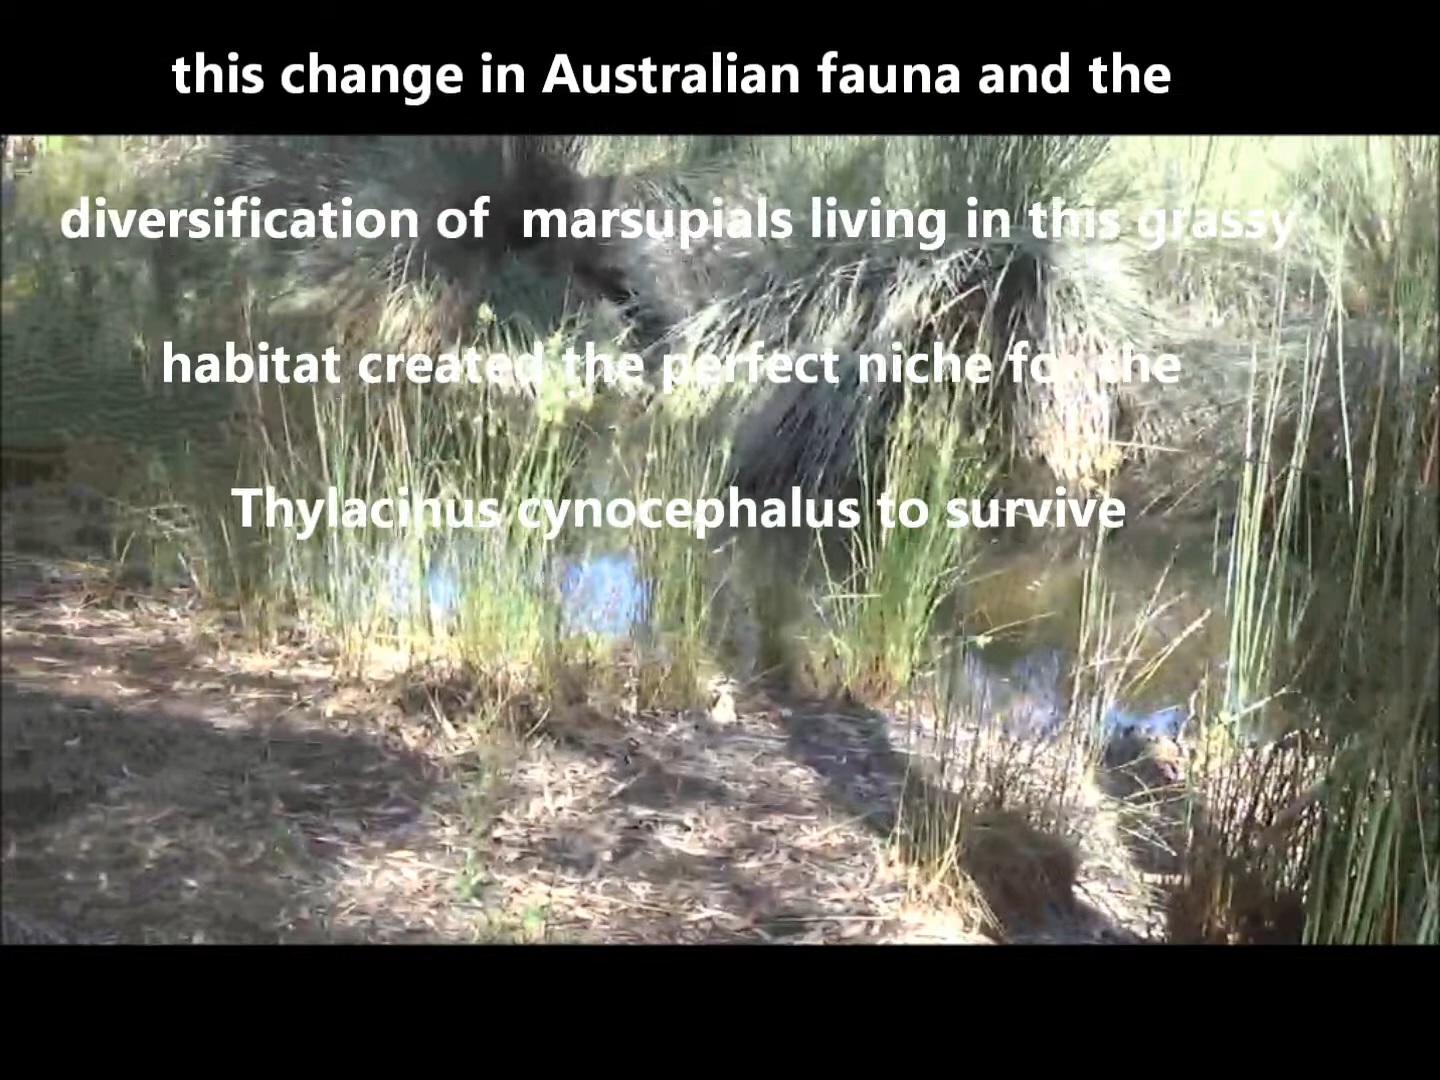 this change in Australian fauna and the
diversification of marsupials living in this grassy
habitat created the perfect niche for the
Thylacinus cynocephalus to survive